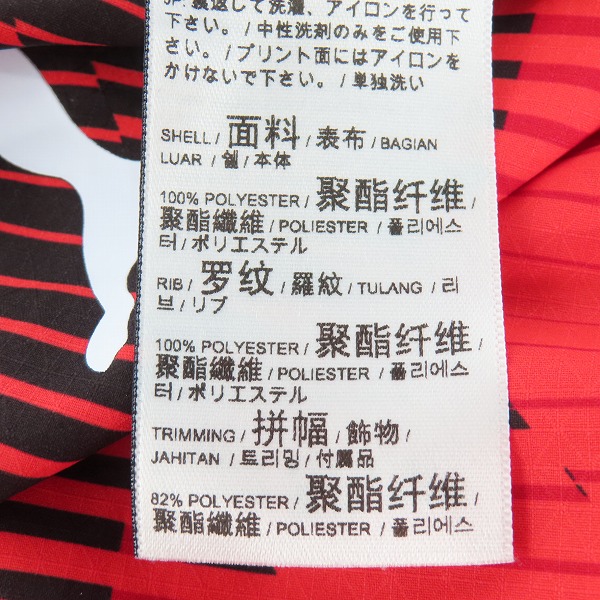 JP: 裏返して洗濯、アイロンを行って
下さい。/ 中性洗剤のみをご使用下
さい。/ プリント面にはアイロンを
かけないで下さい。/ 単独洗い
SHELL / 面料 / 表布 / BAGIAN
LUAR / 겉 / 本体
100% POLYESTER / 聚酯纤维 /
聚酯纖維 / POLIESTER / 폴리에스
터 / ポリエステル
RIB / 罗纹 / 羅紋 / TULANG / 리
브 / リブ
100% POLYESTER / 聚酯纤维 /
聚酯纖維 / POLIESTER / 폴리에스
터 / ポリエステル
TRIMMING / 拼幅 / 飾物 /
JAHITAN / 트리밍 / 付属品
82% POLYESTER / 聚酯纤维 /
聚酯纖維 / POLIESTER / 폴리에스